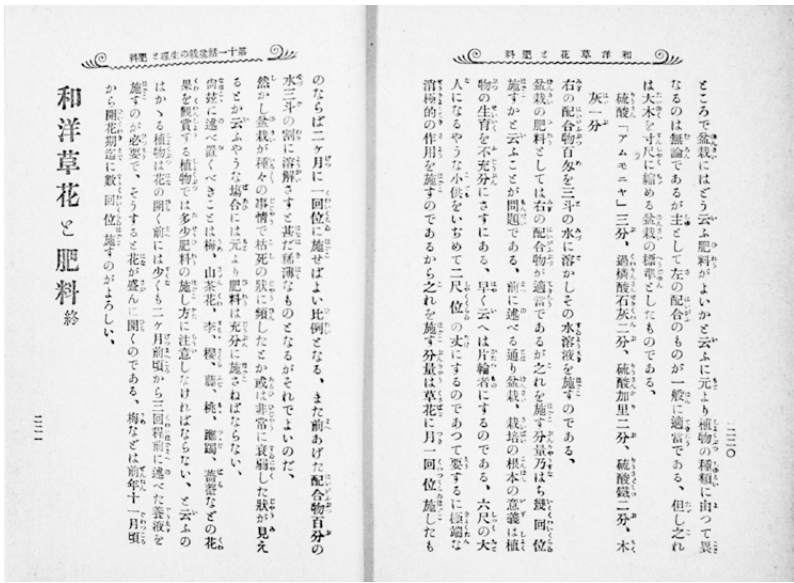 和洋草花と肥料
二二〇
ところで盆栽にはどう云ふ肥料がよいかと云ふに元より植物の種類に由つて異
なるのは無論であるが主として左の配合のものが一般に適當である、但しこれ
は大木を寸尺に縮める盆栽の標準としたものである、
硫酸「アムモニヤ」三分、過燐酸石灰二分、硫酸加里二分、硫酸鐵二分、木
灰一分
右の配合物百匁を三斗の水に溶かしその水溶液を施すのである、
盆栽の肥料としては右の配合物が適當であるが之れを施す分量乃はち幾回位
施すかと云ふことが問題である、前に述べる通り盆栽、栽培の根本の意義は植
物の生育を不充分にさすにある、早く云へは片輪者にするのである、六尺の大
人になるやうな小供をいぢめて二尺位の丈にするのであつて要するに極端な
消極的の作用を施すのであるから之れを施す分量は草花に月一回位施したも
第十一 盆栽の生理と肥料
のならば二ヶ月に一回位に施せばよい比例となる、また前あげた配合物百分の
水三斗の割に溶解さすと甚だ稀薄なものとなるがそれでよいのだ、
然かし盆栽が種々の事情で枯死の狀に頻したとか或は非常に衰弱した狀が見え
るとか云ふやうな塲合には元より肥料は充分に施さねばならない、
尙玆に述べ置くべきことは梅、山茶花、李、櫻、藤、桃、躑躅、薔薇などの花
果を觀賞する植物では多少肥料の施し方に注意しなければならない、と云ふの
はかゝる植物は花の開く前には少くも二ヶ月前頃から三回程前に述べた養液を
施すのが必要で、そうすると花が盛んに開くのである、梅などは前年十一月頃
から開花期迄に數回位施すのがよろしい、
和洋草花と肥料 終
二二一